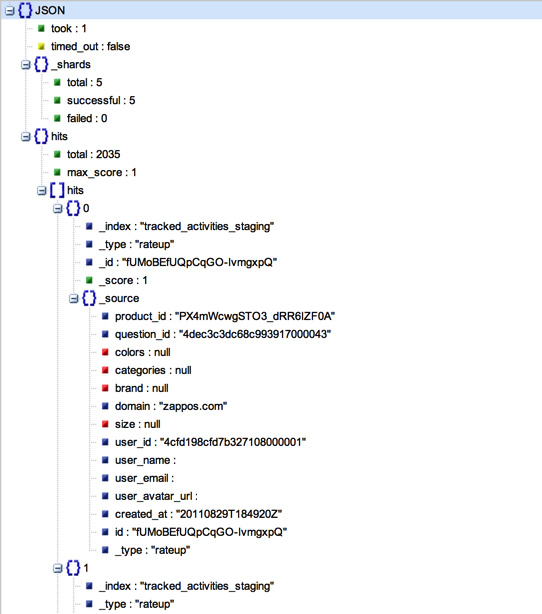 JSON
took : 1
timed_out : false
_shards
total : 5
successful : 5
failed : 0
hits
total : 2035
max_score : 1
hits
0
_index : "tracked_activities_staging"
_type : "rateup"
_id : "fUMoBEfUQpCqGO-IvmgxpQ"
_score : 1
_source
product_id : "PX4mWcwgSTO3_dRR6IZF0A"
question_id : "4dec3c3dc68c993917000043"
colors : null
categories : null
brand : null
domain : "zappos.com"
size : null
user_id : "4cfd198cfd7b327108000001"
user_name :
user_email :
user_avatar_url :
created_at : "20110829T184920Z"
id : "fUMoBEfUQpCqGO-IvmgxpQ"
_type : "rateup"
1
_index : "tracked_activities_staging"
_type : "rateup"